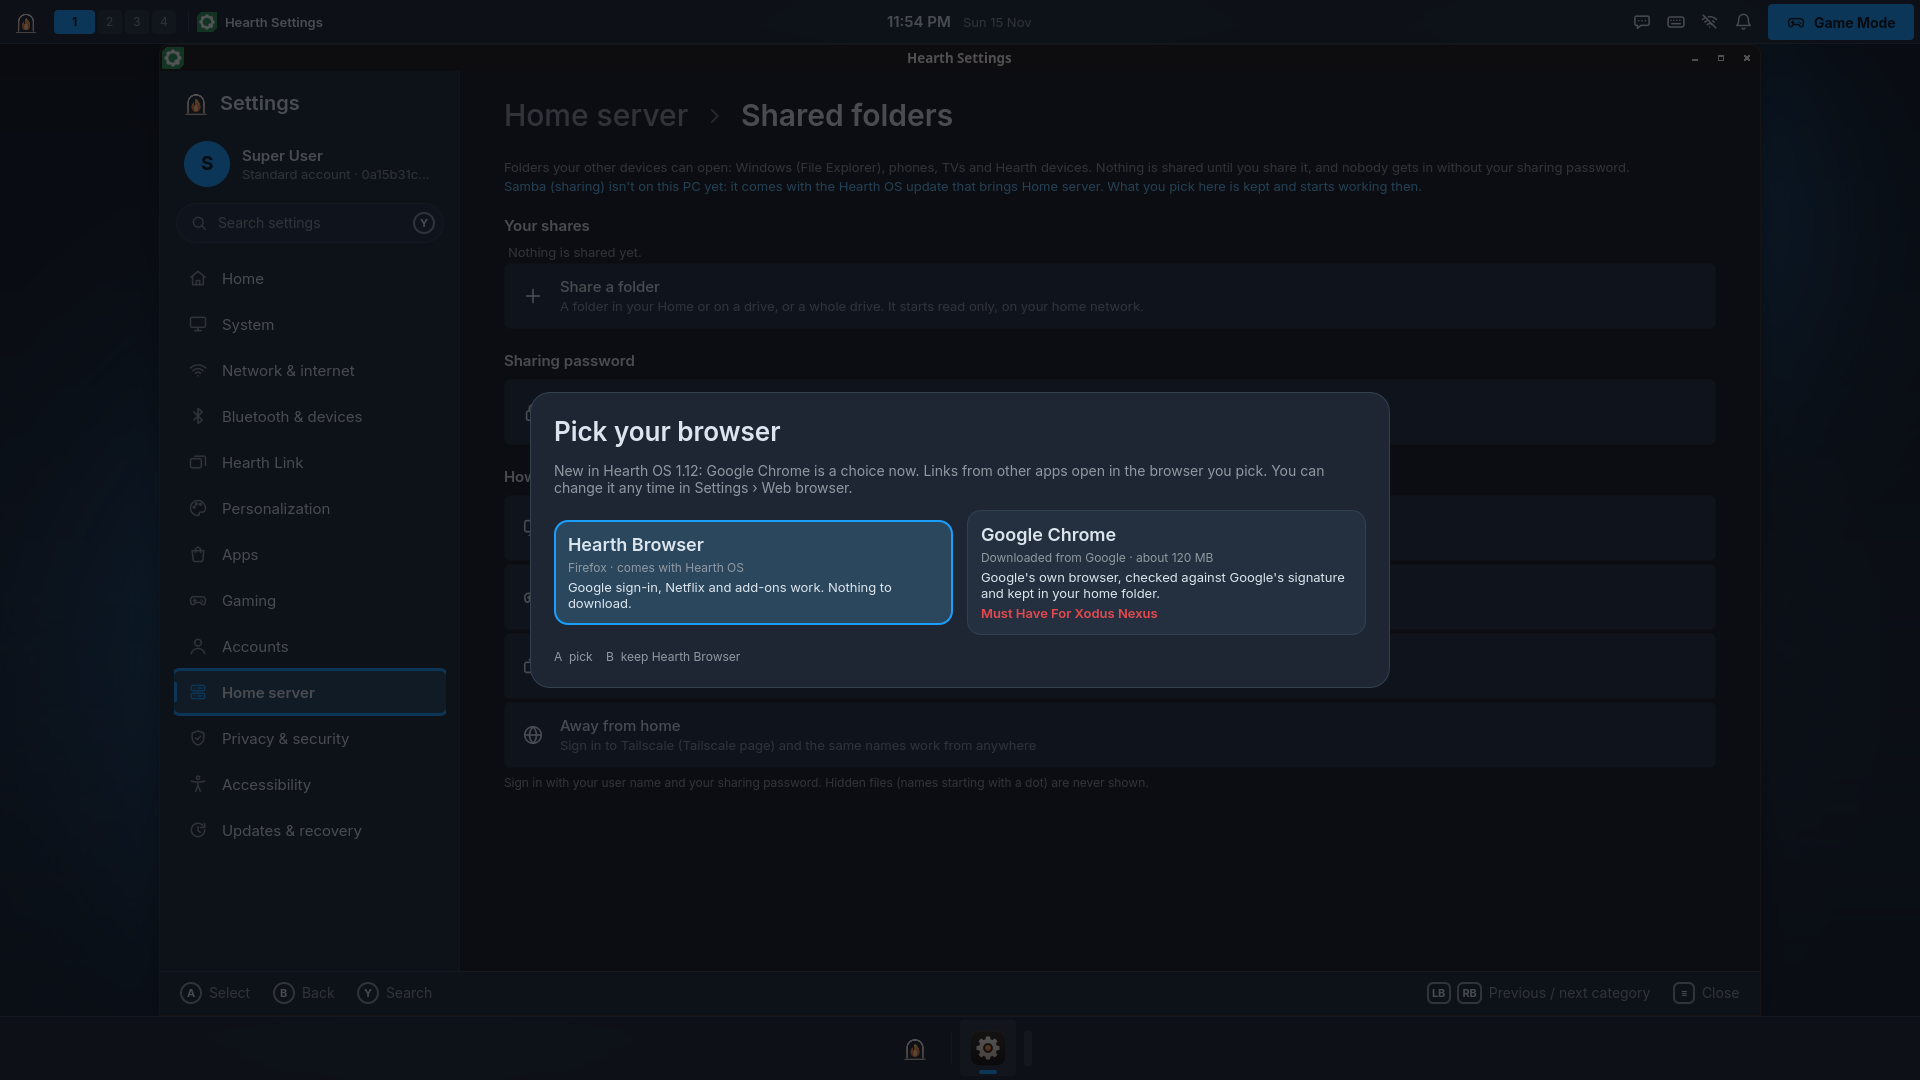 1 2 3 4 Hearth Settings 11:54 PM Sun 15 Nov Game Mode
Hearth Settings
Settings
S Super User
Standard account · 0a15b31c...
Search settings Y
Home
System
Network & internet
Bluetooth & devices
Hearth Link
Personalization
Apps
Gaming
Accounts
Home server
Privacy & security
Accessibility
Updates & recovery
Home server › Shared folders
Folders your other devices can open: Windows (File Explorer), phones, TVs and Hearth devices. Nothing is shared until you share it, and nobody gets in without your sharing password.
Samba (sharing) isn't on this PC yet: it comes with the Hearth OS update that brings Home server. What you pick here is kept and starts working then.
Your shares
Nothing is shared yet.
Share a folder
A folder in your Home or on a drive, or a whole drive. It starts read only, on your home network.
Sharing password
Pick your browser
New in Hearth OS 1.12: Google Chrome is a choice now. Links from other apps open in the browser you pick. You can
change it any time in Settings › Web browser.
Hearth Browser
Firefox · comes with Hearth OS
Google sign-in, Netflix and add-ons work. Nothing to
download.
Google Chrome
Downloaded from Google · about 120 MB
Google's own browser, checked against Google's signature
and kept in your home folder.
Must Have For Xodus Nexus
A pick B keep Hearth Browser
Away from home
Sign in to Tailscale (Tailscale page) and the same names work from anywhere
Sign in with your user name and your sharing password. Hidden files (names starting with a dot) are never shown.
A Select B Back Y Search LB RB Previous / next category Close